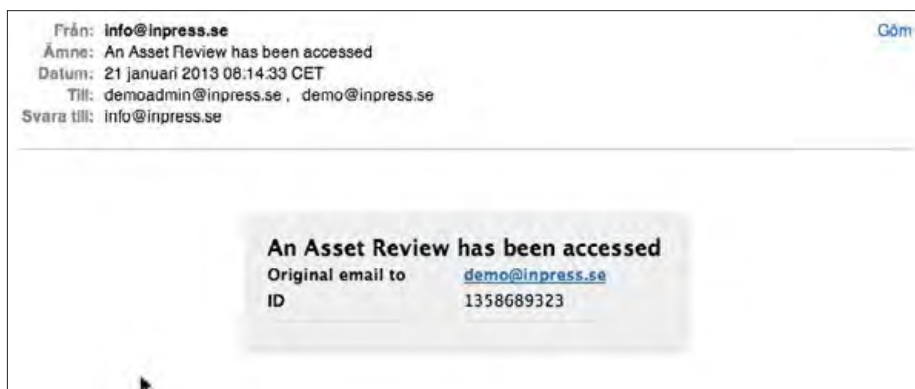 Från: info@inpress.se Göm
Ämne: An Asset Review has been accessed
Datum: 21 januari 2013 08:14:33 CET
Till: demoadmin@inpress.se , demo@inpress.se
Svara till: info@inpress.se
An Asset Review has been accessed
Original email to demo@inpress.se
ID 1358689323